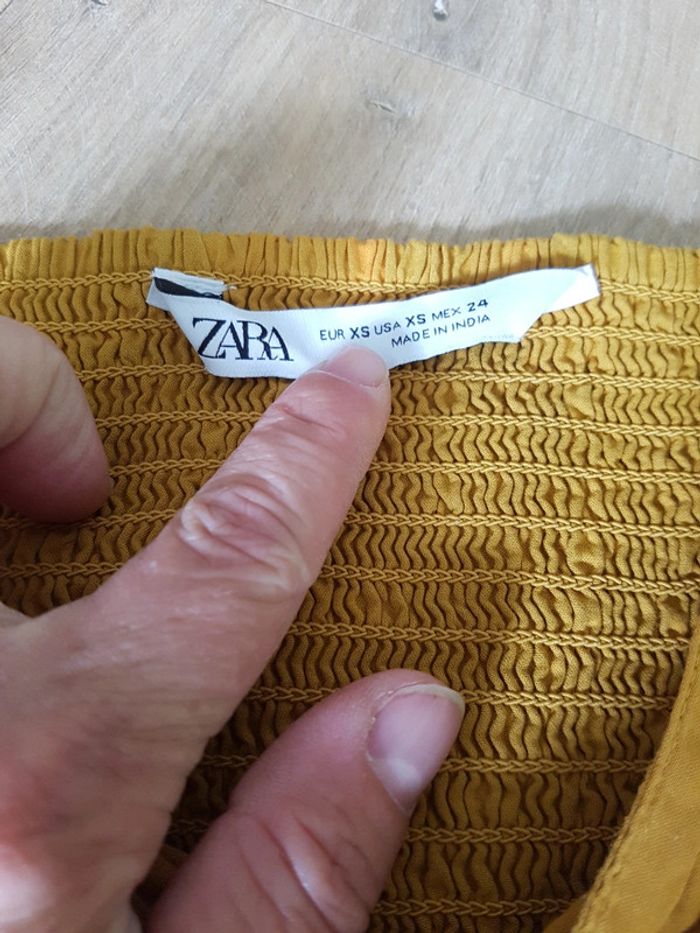 ZARA
EUR XS USA XS MEX 24
MADE IN INDIA